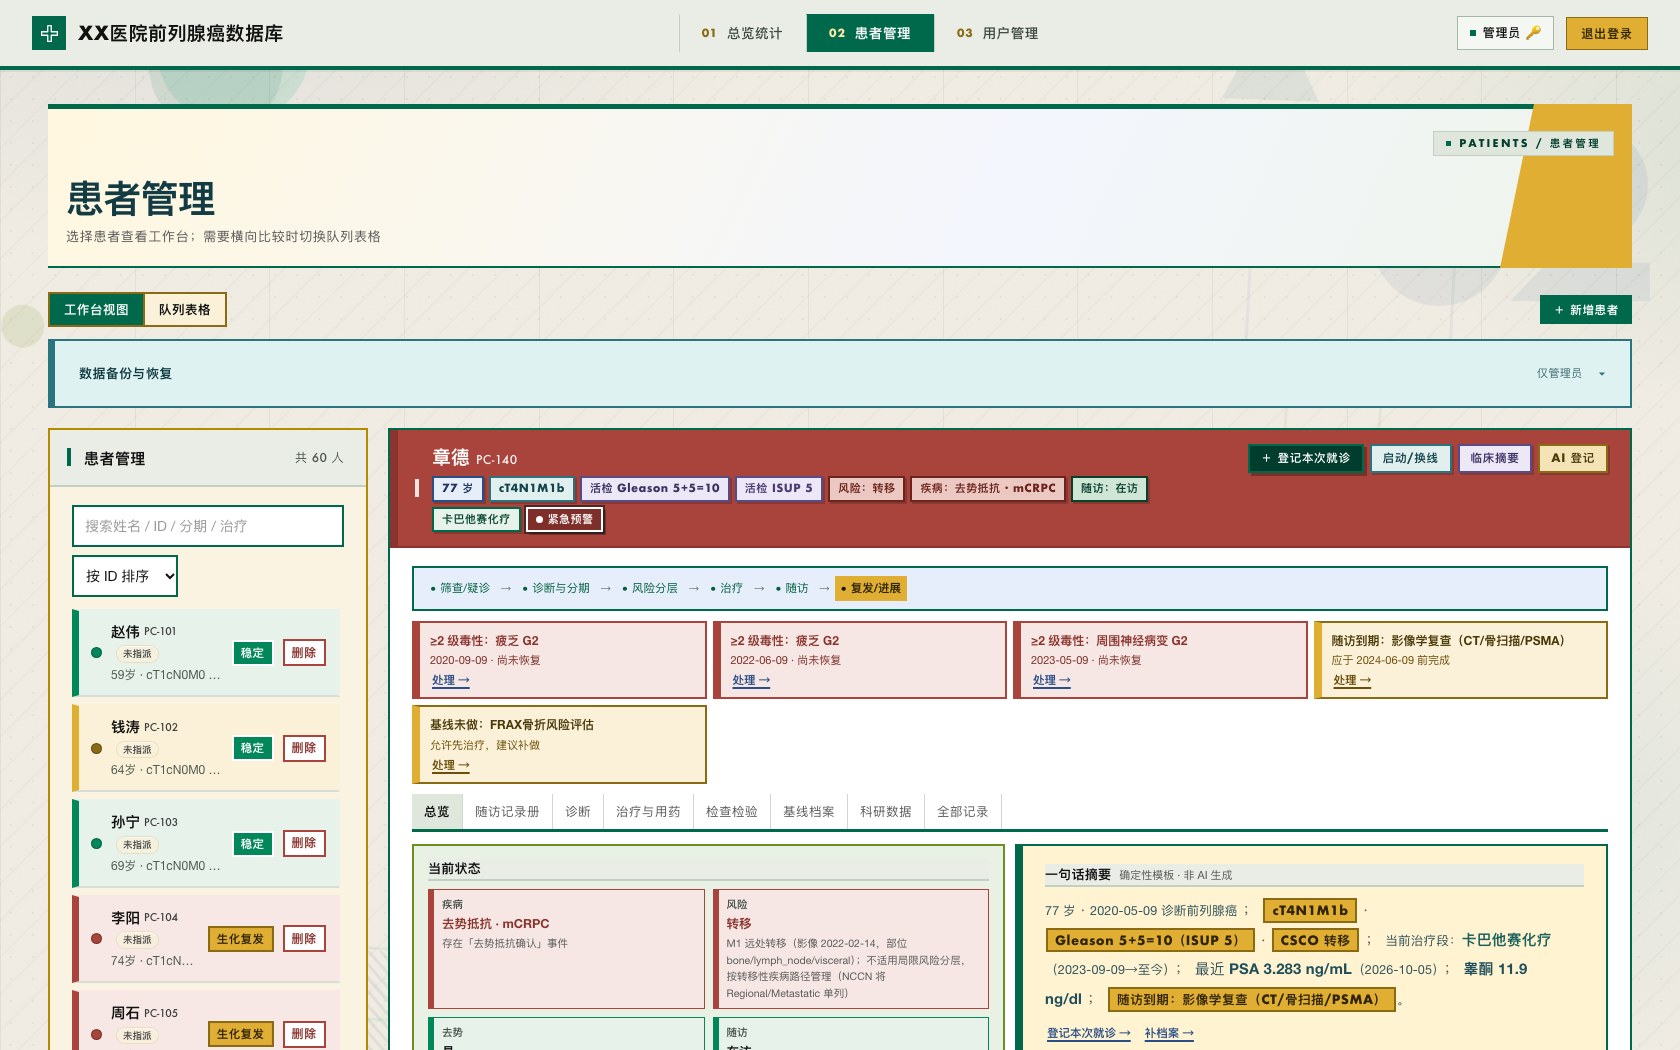 XX医院前列腺癌数据库
01 总览统计
02 患者管理
03 用户管理
管理员 🔑
退出登录
PATIENTS / 患者管理
患者管理
选择患者查看工作台；需要横向比较时切换队列表格
工作台视图
队列表格
＋ 新增患者
数据备份与恢复
仅管理员
患者管理
共 60 人
搜索姓名 / ID / 分期 / 治疗
按 ID 排序
赵伟 PC-101
未指派
59岁 · cT1cN0M0 …
稳定
删除
钱涛 PC-102
未指派
64岁 · cT1cN0M0 …
稳定
删除
孙宁 PC-103
未指派
69岁 · cT1cN0M0 …
稳定
删除
李阳 PC-104
未指派
74岁 · cT1cN…
生化复发
删除
周石 PC-105
未指派
生化复发
删除
章德 PC-140
＋ 登记本次就诊
启动/换线
临床摘要
AI 登记
77 岁
cT4N1M1b
活检 Gleason 5+5=10
活检 ISUP 5
风险：转移
疾病：去势抵抗 · mCRPC
随访：在访
卡巴他赛化疗
紧急预警
• 筛查/疑诊 → • 诊断与分期 → • 风险分层 → • 治疗 → • 随访 → • 复发/进展
≥2 级毒性：疲乏 G2
2020-09-09 · 尚未恢复
处理 →
≥2 级毒性：疲乏 G2
2022-06-09 · 尚未恢复
处理 →
≥2 级毒性：周围神经病变 G2
2023-05-09 · 尚未恢复
处理 →
随访到期：影像学复查（CT/骨扫描/PSMA）
应于 2024-06-09 前完成
处理 →
基线未做：FRAX骨折风险评估
允许先治疗，建议补做
处理 →
总览
随访记录册
诊断
治疗与用药
检查检验
基线档案
科研数据
全部记录
当前状态
疾病
去势抵抗 · mCRPC
存在「去势抵抗确认」事件
风险
转移
M1 远处转移（影像 2022-02-14，部位
bone/lymph_node/visceral）；不适用局限风险分层，
按转移性疾病路径管理（NCCN 将
Regional/Metastatic 单列）
去势
随访
一句话摘要 确定性模板 · 非 AI 生成
77 岁 · 2020-05-09 诊断前列腺癌 ； cT4N1M1b ·
Gleason 5+5=10（ISUP 5） · CSCO 转移 ； 当前治疗段：卡巴他赛化疗
（2023-09-09→至今）； 最近 PSA 3.283 ng/mL（2026-10-05）； 睾酮 11.9
ng/dl ； 随访到期：影像学复查（CT/骨扫描/PSMA） 。
登记本次就诊 → 补档案 →